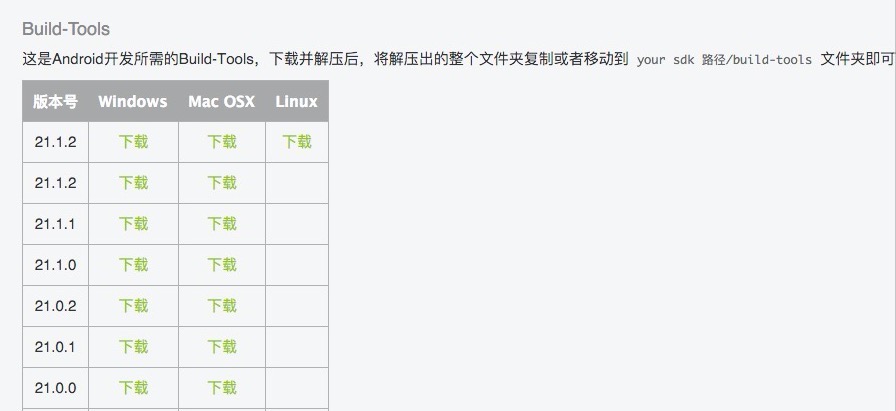 Build-Tools
这是Android开发所需的Build-Tools，下载并解压后，将解压出的整个文件夹复制或者移动到 your sdk 路径/build-tools 文件夹即可
版本号 Windows Mac OSX Linux
21.1.2 下载 下载 下载
21.1.2 下载 下载
21.1.1 下载 下载
21.1.0 下载 下载
21.0.2 下载 下载
21.0.1 下载 下载
21.0.0 下载 下载